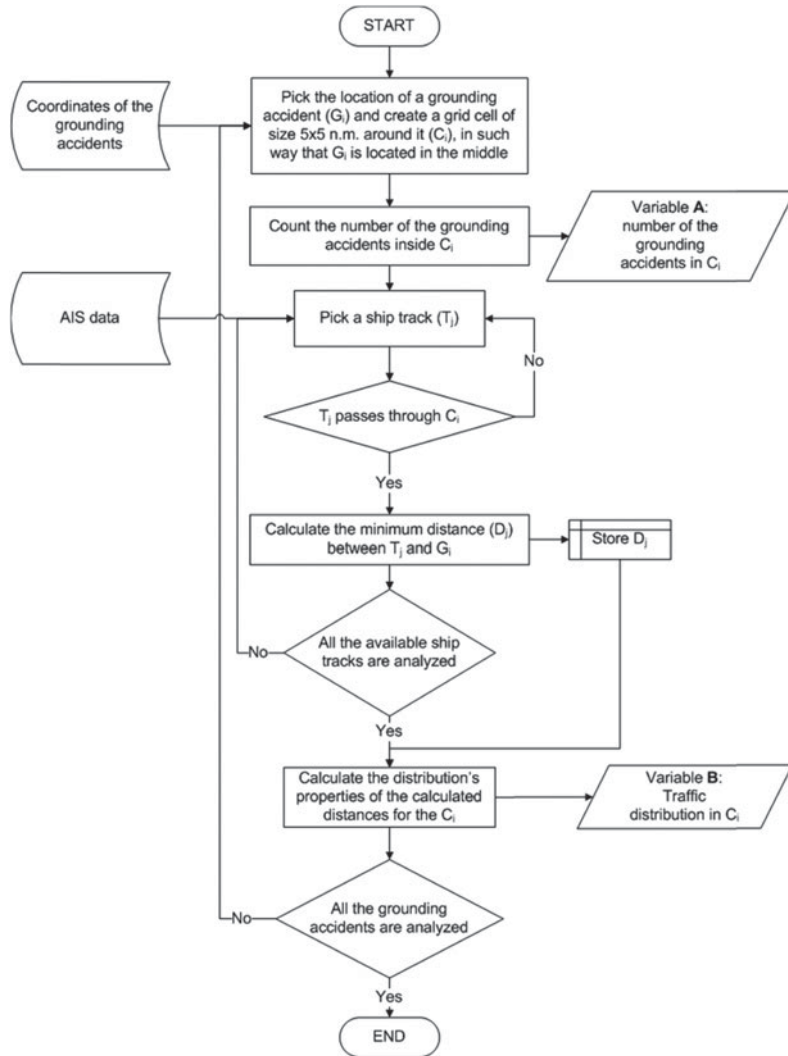 START
Coordinates of the
grounding
accidents
Pick the location of a grounding
accident (Gi) and create a grid cell of
size 5x5 n.m. around it (Ci), in such
way that Gi is located in the middle
Count the number of the grounding
accidents inside Ci
Variable A:
number of the
grounding
accidents in Ci
AIS data
Pick a ship track (Tj)
No
Tj passes through Ci
Yes
Calculate the minimum distance (Dj)
between Tj and Gi
Store Dj
All the available ship
tracks are analyzed
No
Yes
Calculate the distribution's
properties of the calculated
distances for the Ci
Variable B:
Traffic
distribution in Ci
All the grounding
accidents are analyzed
No
Yes
END